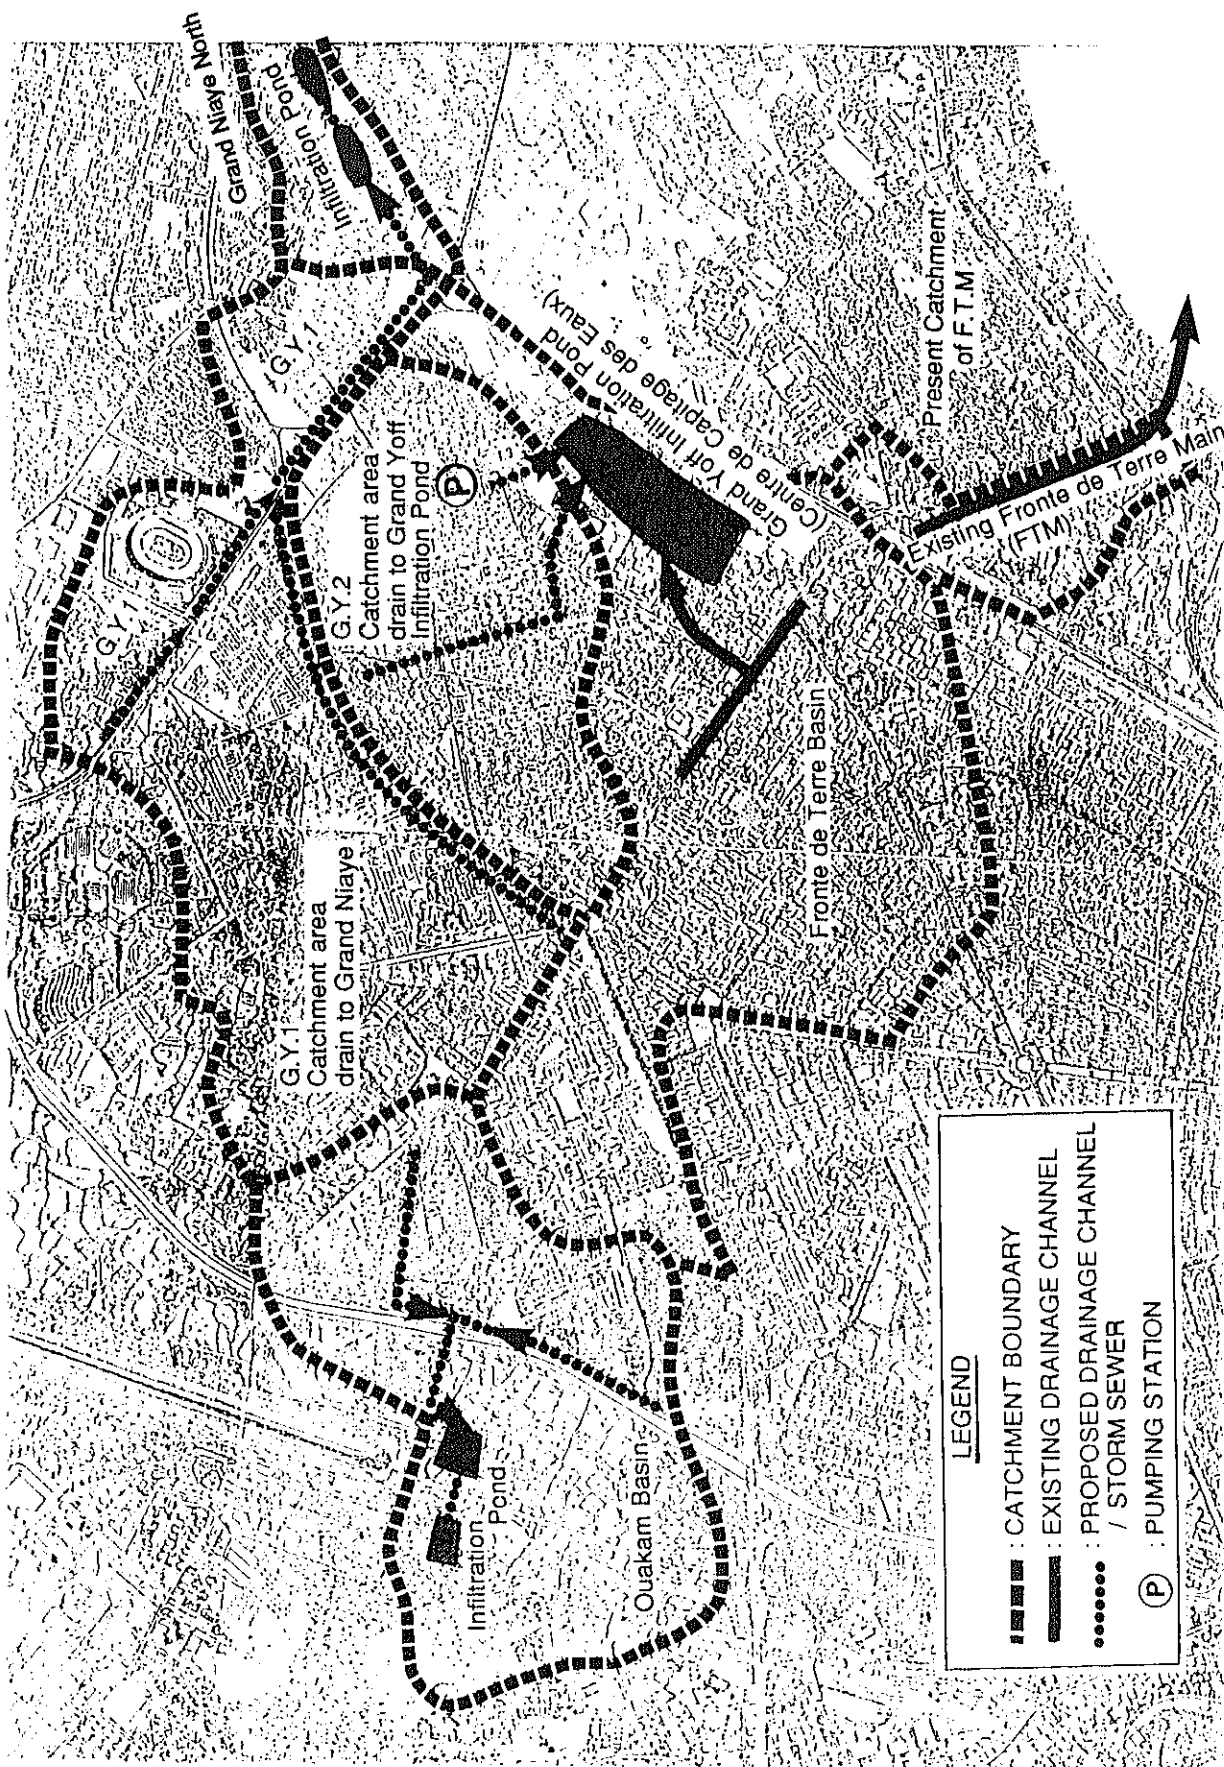 Grand Niaye North
Infiltration Pond
G.Y.1
G.Y.1
G.Y.2
Catchment area
drain to Grand Yoff
Infiltration Pond
P
Grand Yoff Infiltration Pond
(Centre de Capitage des Eaux)
Present Catchment
of F.T.M
Existing Fronte de Terre Main
(FTM)
G.Y.1
Catchment area
drain to Grand Niaye
Fronte de Terre Basin
Infiltration
Pond
Ouakam Basin
LEGEND
: CATCHMENT BOUNDARY
: EXISTING DRAINAGE CHANNEL
: PROPOSED DRAINAGE CHANNEL
/ STORM SEWER
P : PUMPING STATION